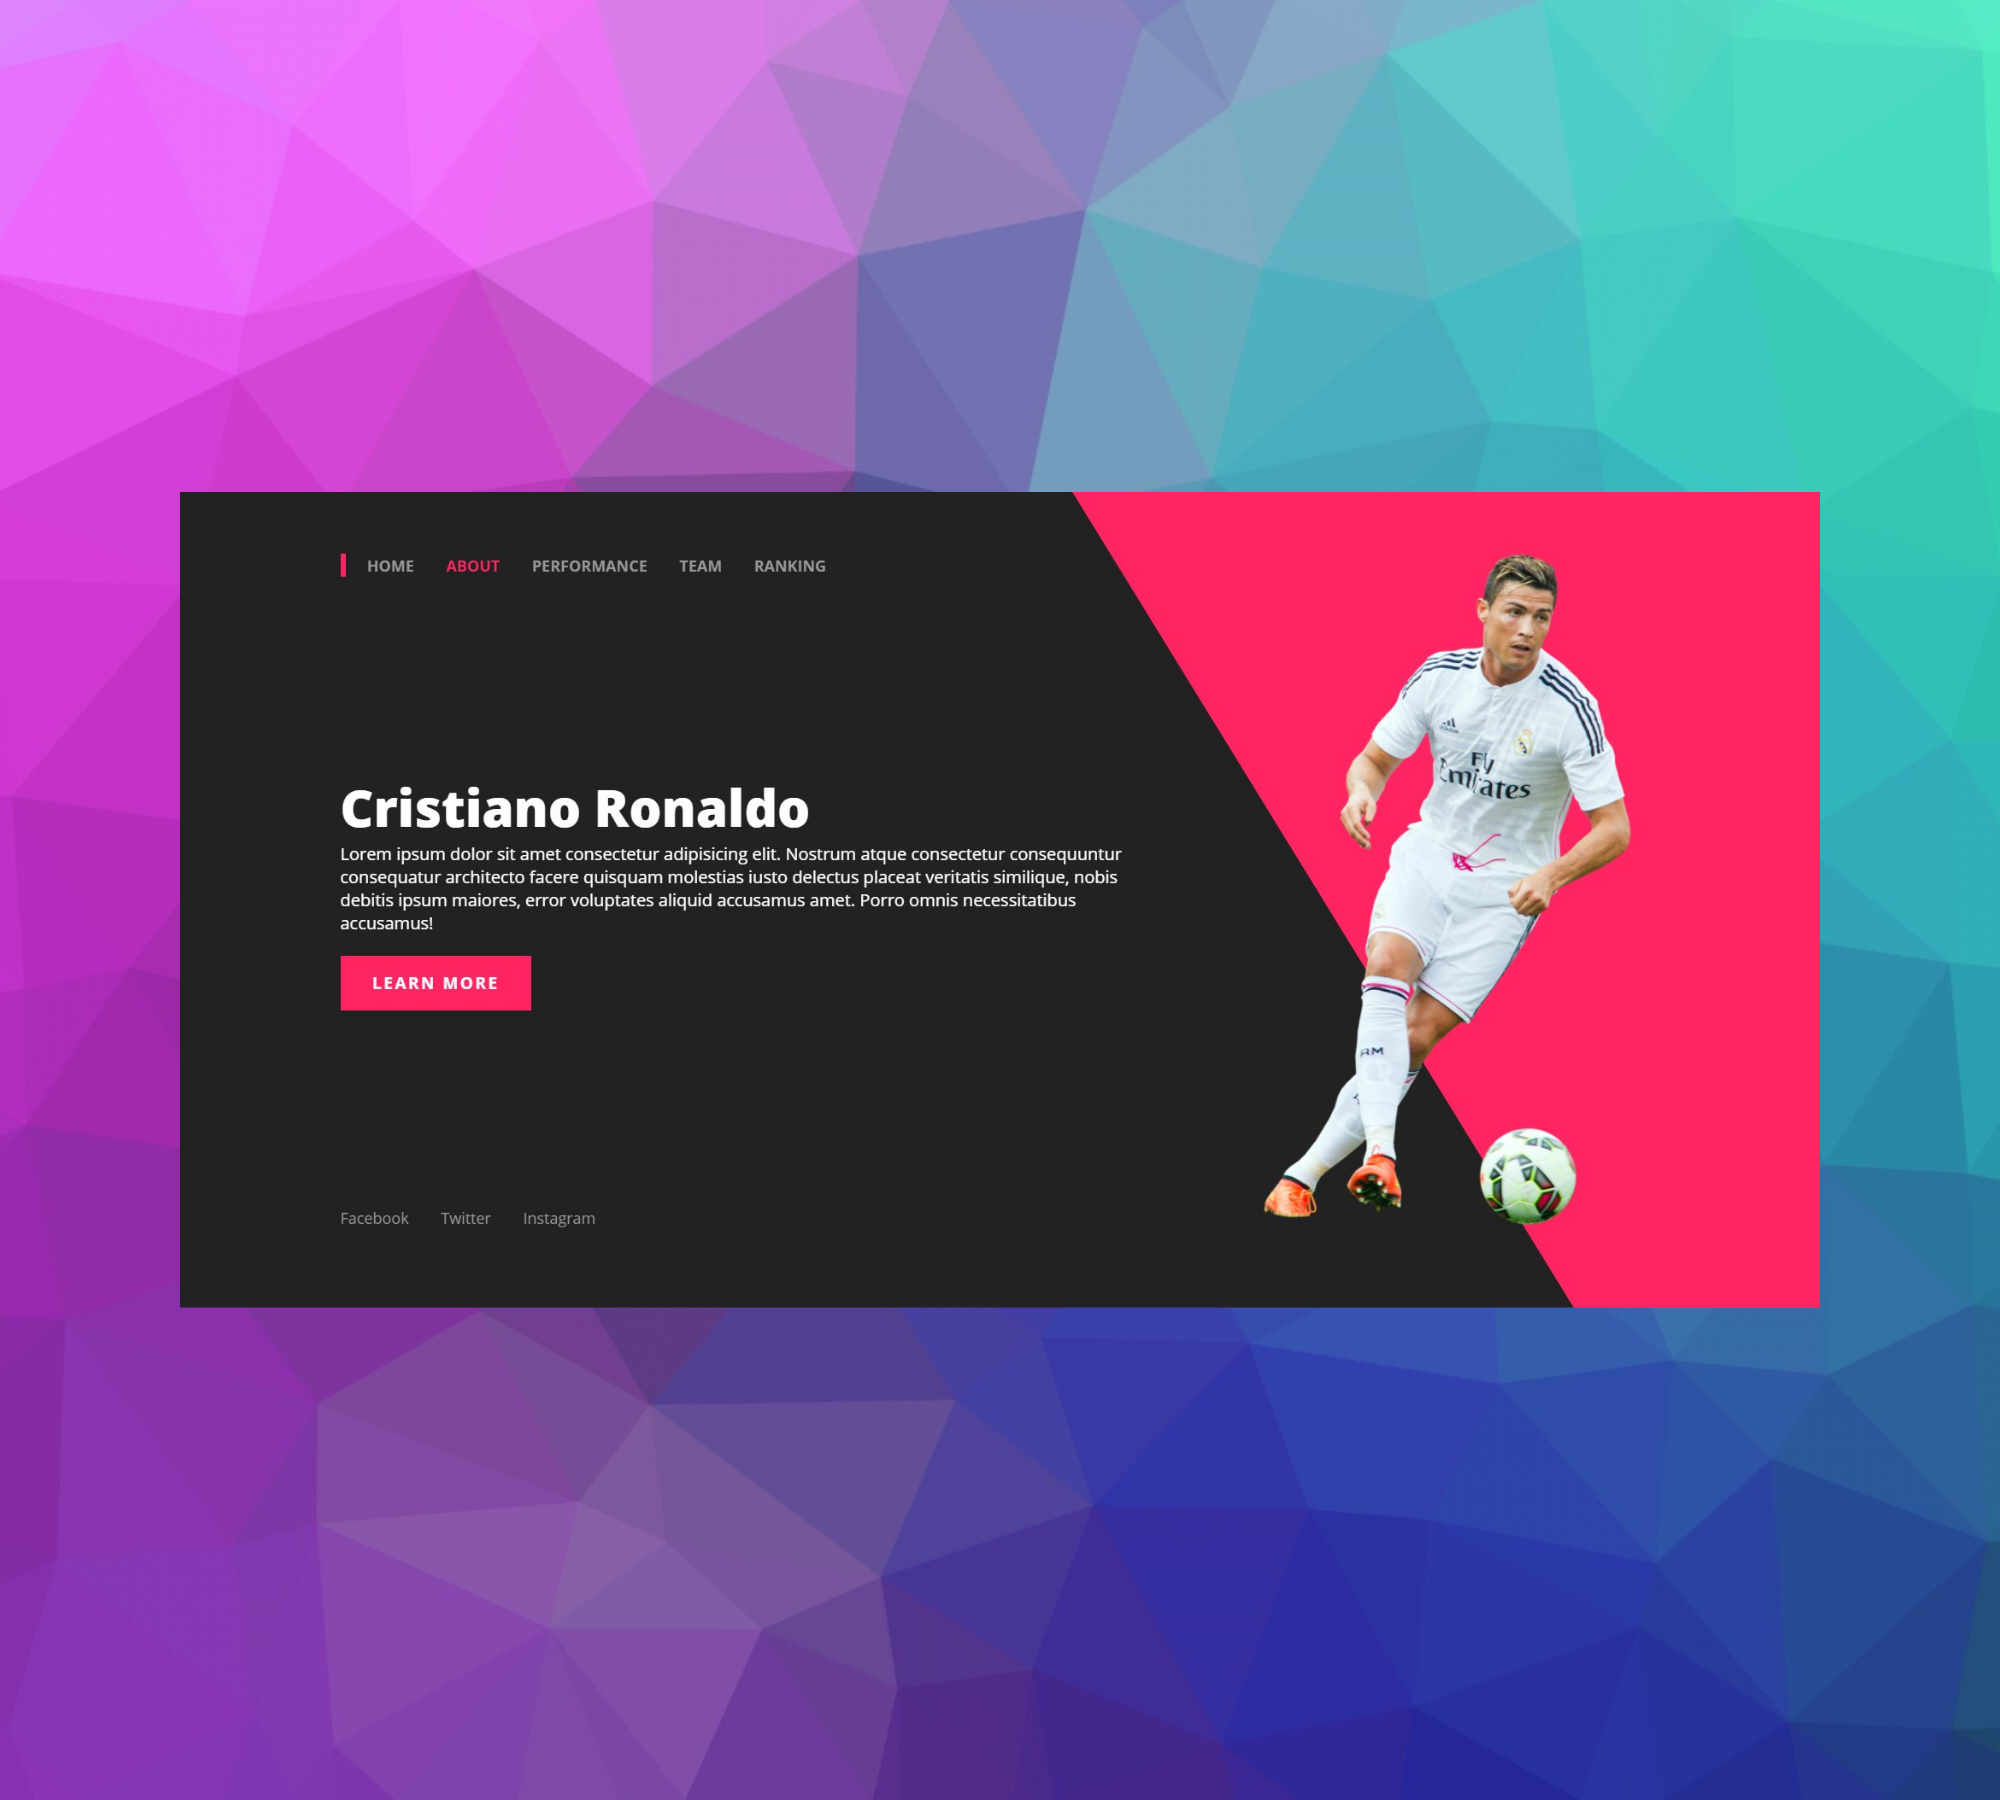 HOME ABOUT PERFORMANCE TEAM RANKING
Cristiano Ronaldo
Lorem ipsum dolor sit amet consectetur adipisicing elit. Nostrum atque consectetur consequuntur
consequatur architecto facere quisquam molestias iusto delectus placeat veritatis similique, nobis
debitis ipsum maiores, error voluptates aliquid accusamus amet. Porro omnis necessitatibus
accusamus!
LEARN MORE
Facebook Twitter Instagram
adidas
Fly
Emirates
RM